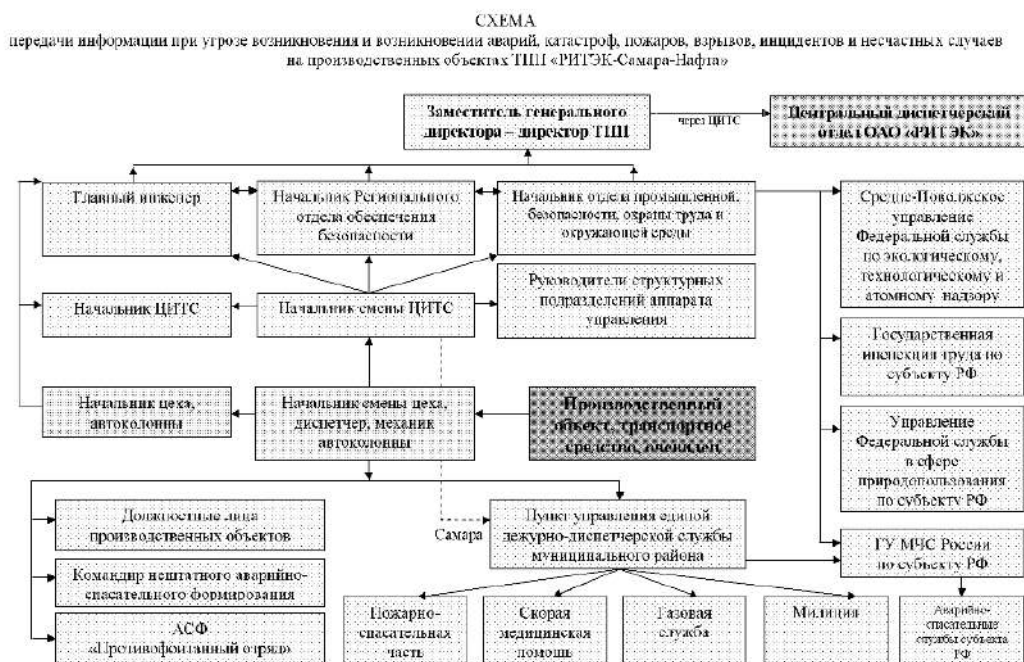 СХЕМА
передачи информации при угрозе возникновения и возникновении аварий, катастроф, пожаров, взрывов, инцидентов и несчастных случаев
на производственных объектах ТПП «РИТЭК-Самара-Нафта»
Заместитель генерального
директора – директор ТПП
через ЦИТС
Центральный диспетчерский
отдел ОАО «РИТЭК»
Главный инженер
Начальник Регионального
отдела обеспечения
безопасности
Начальник отдела промышленной
безопасности, охраны труда и
окружающей среды
Средне-Поволжское
управление
Федеральной службы
по экологическому,
технологическому и
атомному надзору
Начальник ЦИТС
Начальник смены ЦИТС
Руководители структурных
подразделений аппарата
управления
Государственная
инспекция труда по
субъекту РФ
Начальник цеха,
автоколонны
Начальник смены цеха,
диспетчер, механик
автоколонны
Производственный
объект, транспортное
средство, очевидец
Управление
Федеральной службы
в сфере
природопользования
по субъекту РФ
Должностные лица
производственных объектов
Самара
Пункт управления единой
дежурно-диспетчерской службы
муниципального района
ГУ МЧС России
по субъекту РФ
Командир нештатного аварийно-
спасательного формирования
АСФ
«Противофонтанный отряд»
Пожарно-
спасательная
часть
Скорая
медицинская
помощь
Газовая
служба
Милиция
Аварийно-
спасательные
службы субъекта
РФ